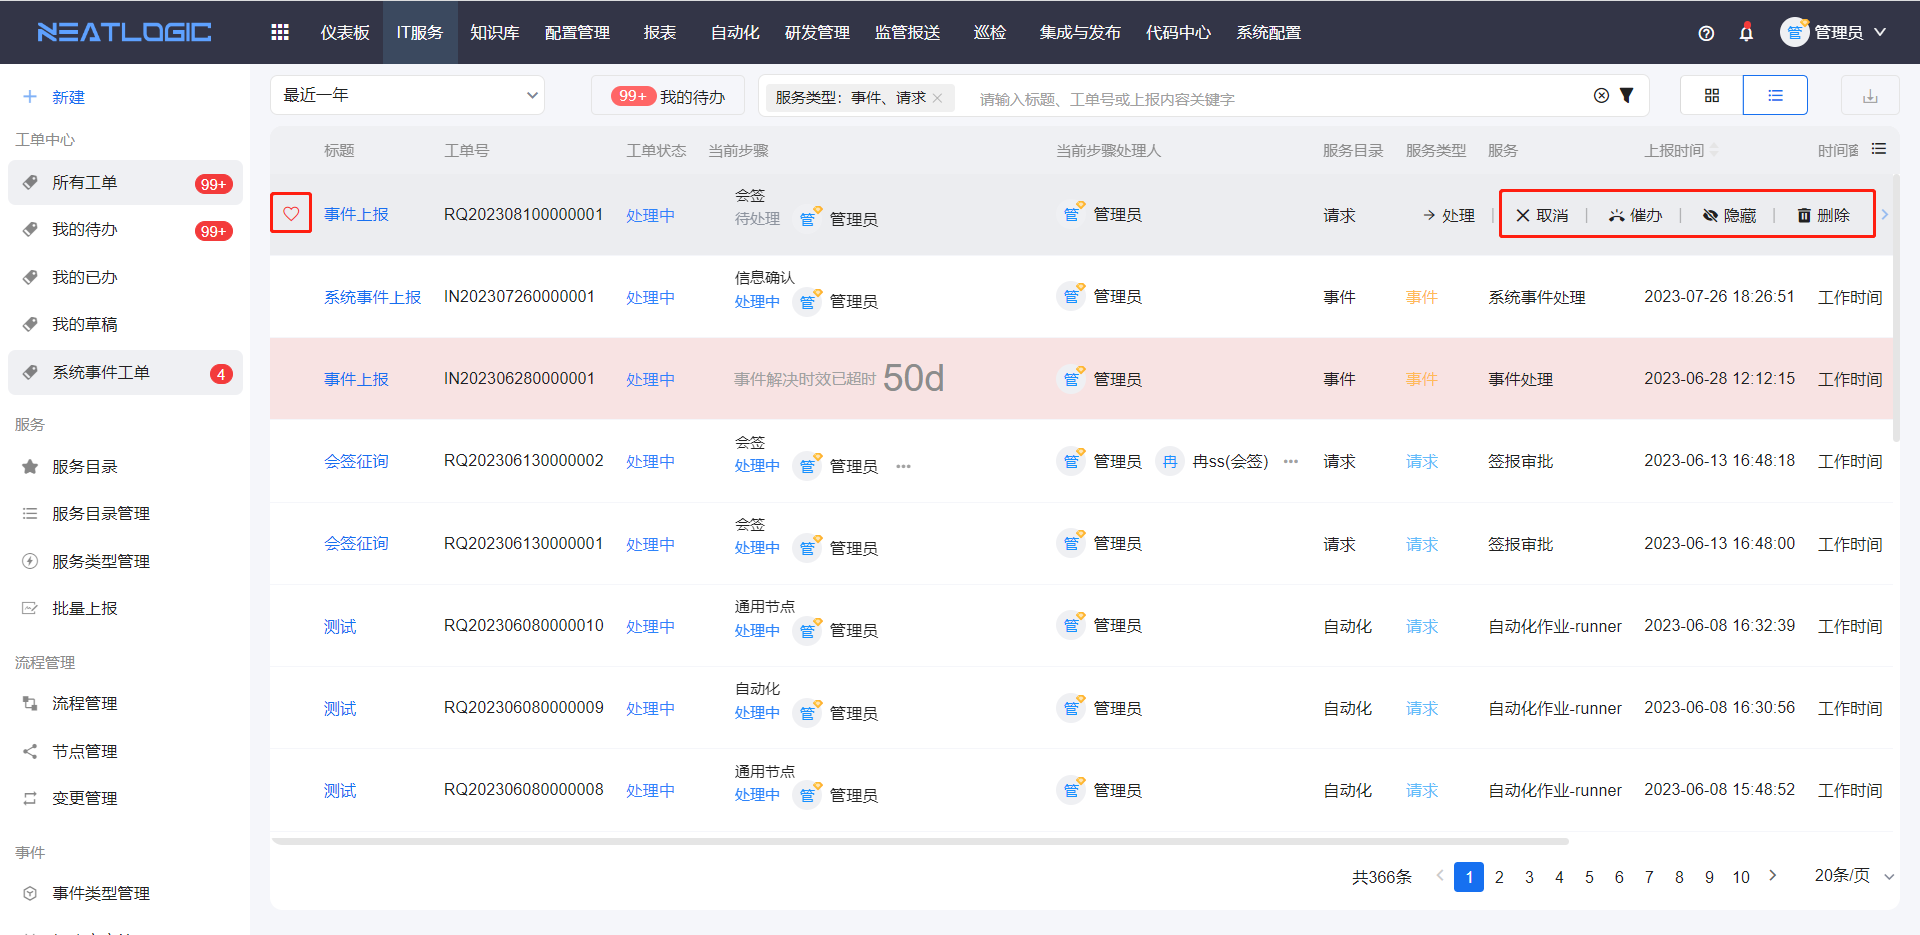 NEATLOGIC 仪表板 IT服务 知识库 配置管理 报表 自动化 研发管理 监管报送 巡检 集成与发布 代码中心 系统配置 管 管理员
新建
工单中心
所有工单 99+
我的待办 99+
我的已办
我的草稿
系统事件工单 4
服务
服务目录
服务目录管理
服务类型管理
批量上报
流程管理
流程管理
节点管理
变更管理
事件
事件类型管理
最近一年 99+ 我的待办 服务类型：事件、请求 请输入标题、工单号或上报内容关键字
标题 工单号 工单状态 当前步骤 当前步骤处理人 服务目录 服务类型 服务 上报时间 时间窗
事件上报 RQ202308100000001 处理中 会签 待处理 管 管理员 管 管理员 请求 处理 取消 催办 隐藏 删除
系统事件上报 IN202307260000001 处理中 信息确认 处理中 管 管理员 管 管理员 事件 事件 系统事件处理 2023-07-26 18:26:51 工作时间
事件上报 IN202306280000001 处理中 事件解决时效已超时 50d 管 管理员 事件 事件 事件处理 2023-06-28 12:12:15 工作时间
会签征询 RQ202306130000002 处理中 会签 处理中 管 管理员 ··· 管 管理员 冉 冉ss(会签) ··· 请求 请求 签报审批 2023-06-13 16:48:18 工作时间
会签征询 RQ202306130000001 处理中 会签 处理中 管 管理员 管 管理员 请求 请求 签报审批 2023-06-13 16:48:00 工作时间
测试 RQ202306080000010 处理中 通用节点 处理中 管 管理员 管 管理员 自动化 请求 自动化作业-runner 2023-06-08 16:32:39 工作时间
测试 RQ202306080000009 处理中 自动化 处理中 管 管理员 管 管理员 自动化 请求 自动化作业-runner 2023-06-08 16:30:56 工作时间
测试 RQ202306080000008 处理中 通用节点 处理中 管 管理员 管 管理员 自动化 请求 自动化作业-runner 2023-06-08 15:48:52 工作时间
共366条 1 2 3 4 5 6 7 8 9 10 20条/页